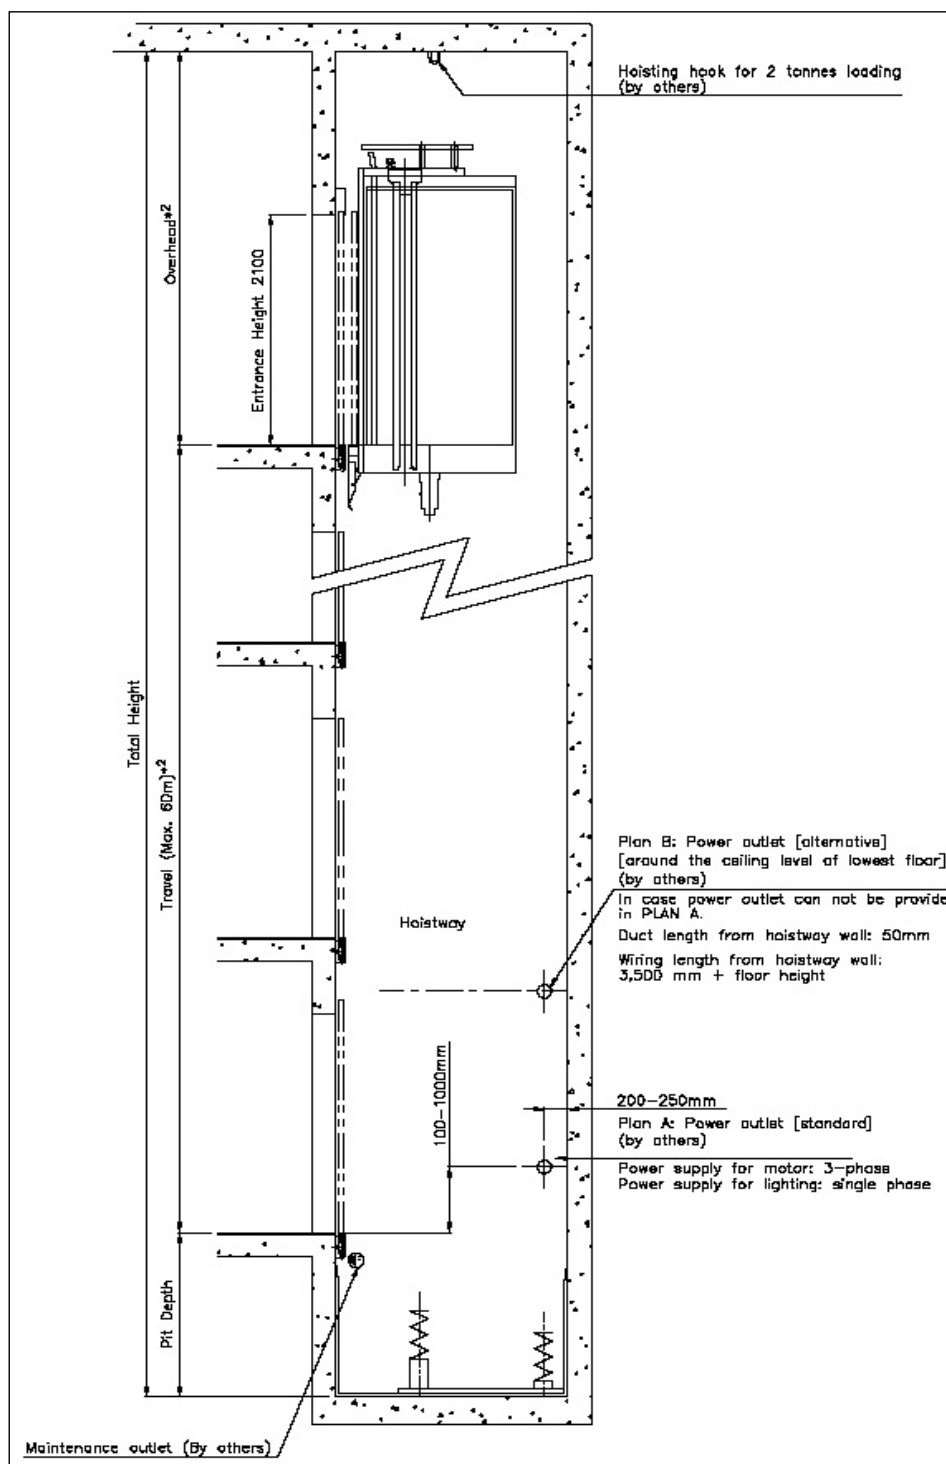 Hoisting hook for 2 tonnes loading
(by others)
Overhead*2
Entrance Height 2100
Total Height
Travel (Max. 60m)*2
Plan B: Power outlet [alternative]
[around the ceiling level of lowest floor]
(by others)
In case power outlet can not be provide
in PLAN A.
Duct length from hoistway wall: 50mm
Wiring length from hoistway wall:
3,500 mm + floor height
Hoistway
100-1000mm
200-250mm
Plan A: Power outlet [standard]
(by others)
Power supply for motor: 3-phase
Power supply for lighting: single phase
Pit Depth
Maintenance outlet (By others)